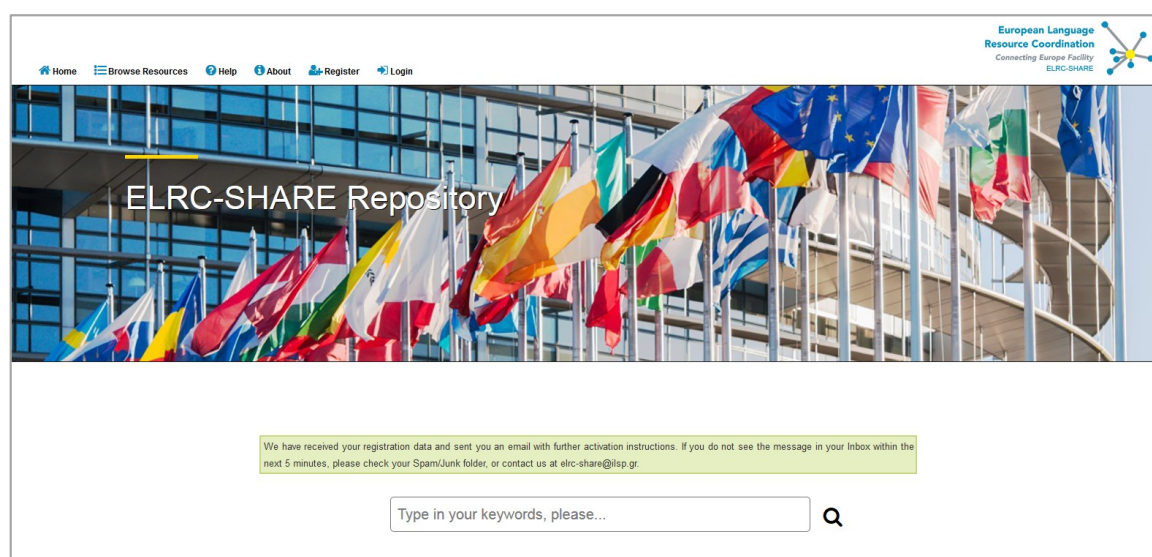 European Language
Resource Coordination
Connecting Europe Facility
ELRC-SHARE
Home Browse Resources Help About Register Login
ELRC-SHARE Repository
We have received your registration data and sent you an email with further activation instructions. If you do not see the message in your Inbox within the
next 5 minutes, please check your Spam/Junk folder, or contact us at elrc-share@ilsp.gr.
Type in your keywords, please...